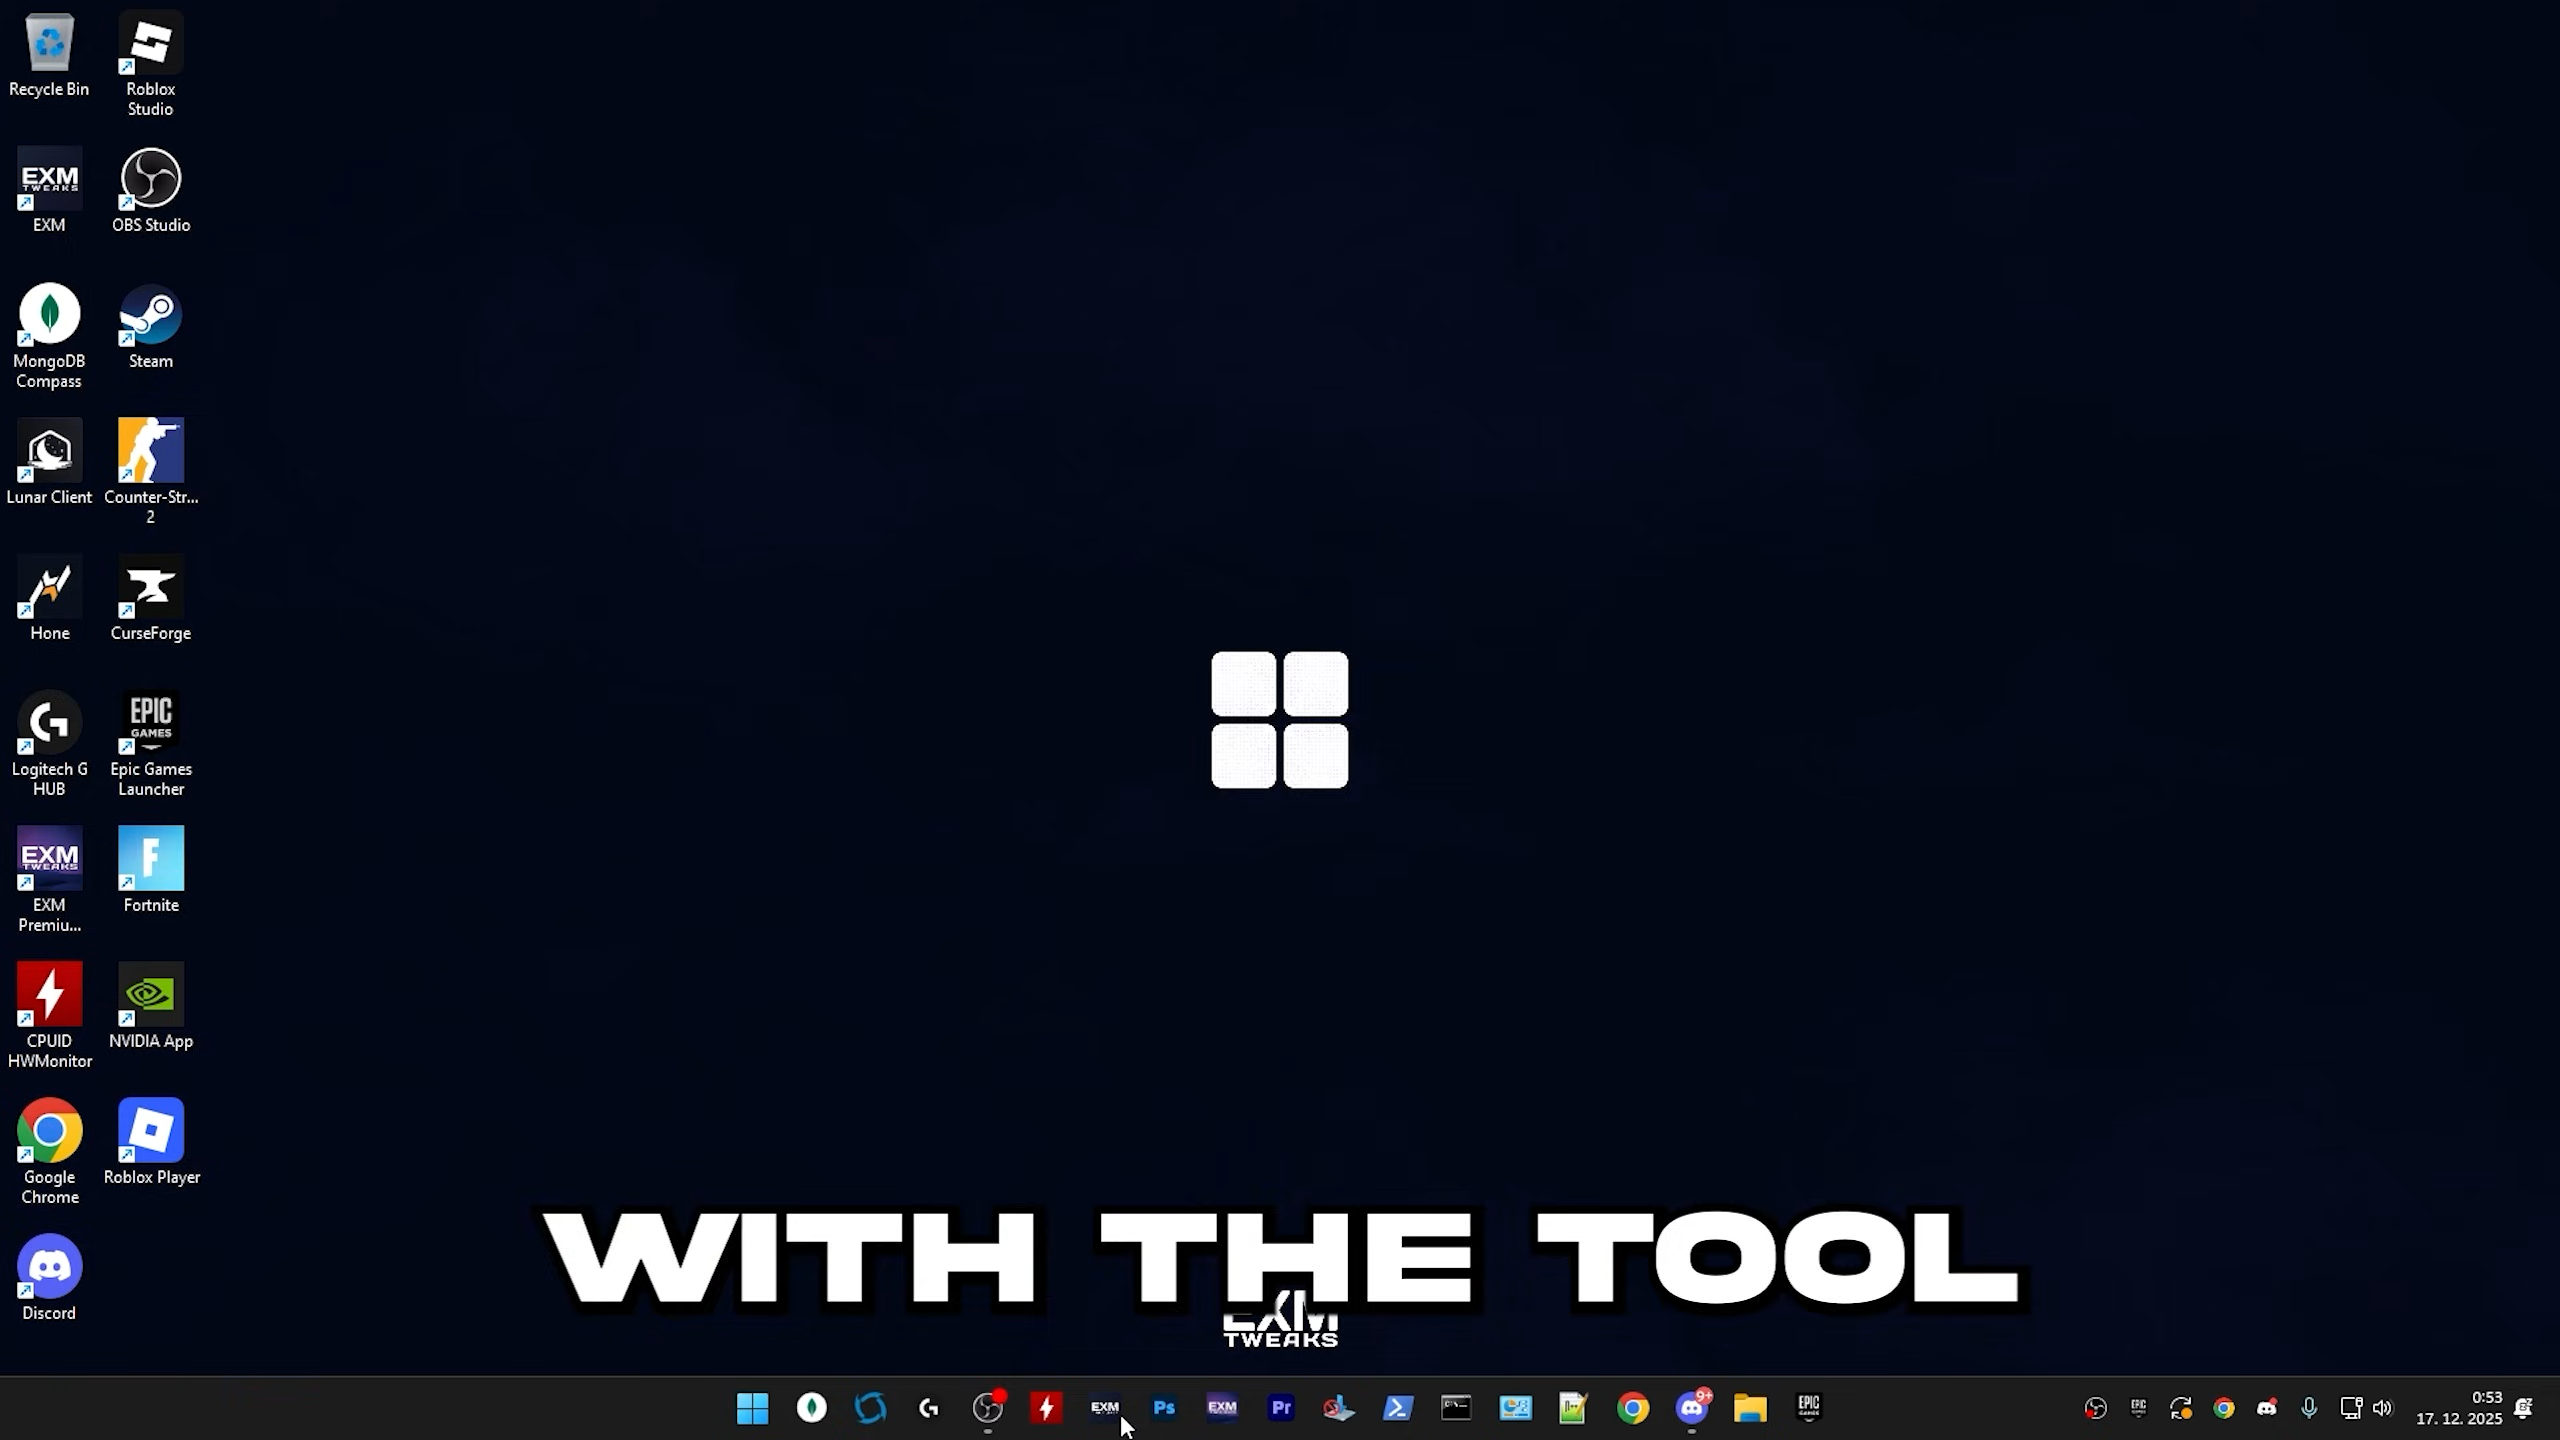 Recycle Bin
Roblox
Studio
EXM
TWEAKS
EXM
OBS Studio
MongoDB
Compass
Steam
Lunar Client
Counter-Str...
2
Hone
CurseForge
Logitech G
HUB
EPIC
GAMES
Epic Games
Launcher
EXM
TWEAKS
EXM
Premiu...
F
Fortnite
CPUID
HWMonitor
NVIDIA App
Google
Chrome
Roblox Player
Discord
WITH THE TOOL
EXM
TWEAKS
EXM
Ps
EXM
Pr
9+
EPIC
0:53
17. 12. 2025